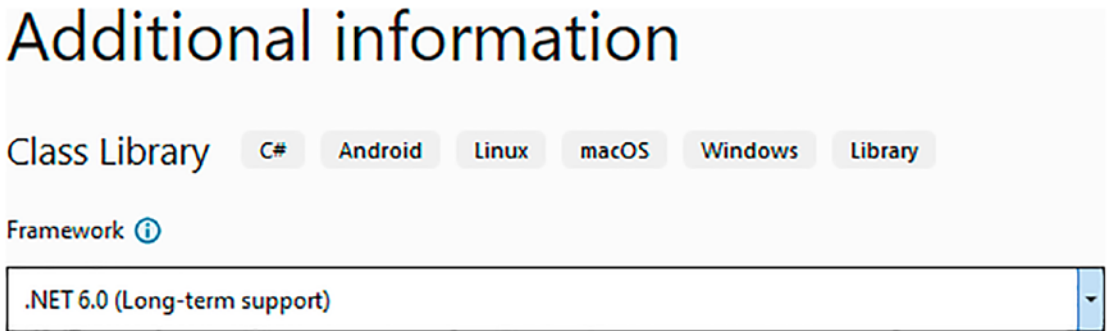 Additional information
Class Library C# Android Linux macOS Windows Library
Framework
.NET 6.0 (Long-term support)